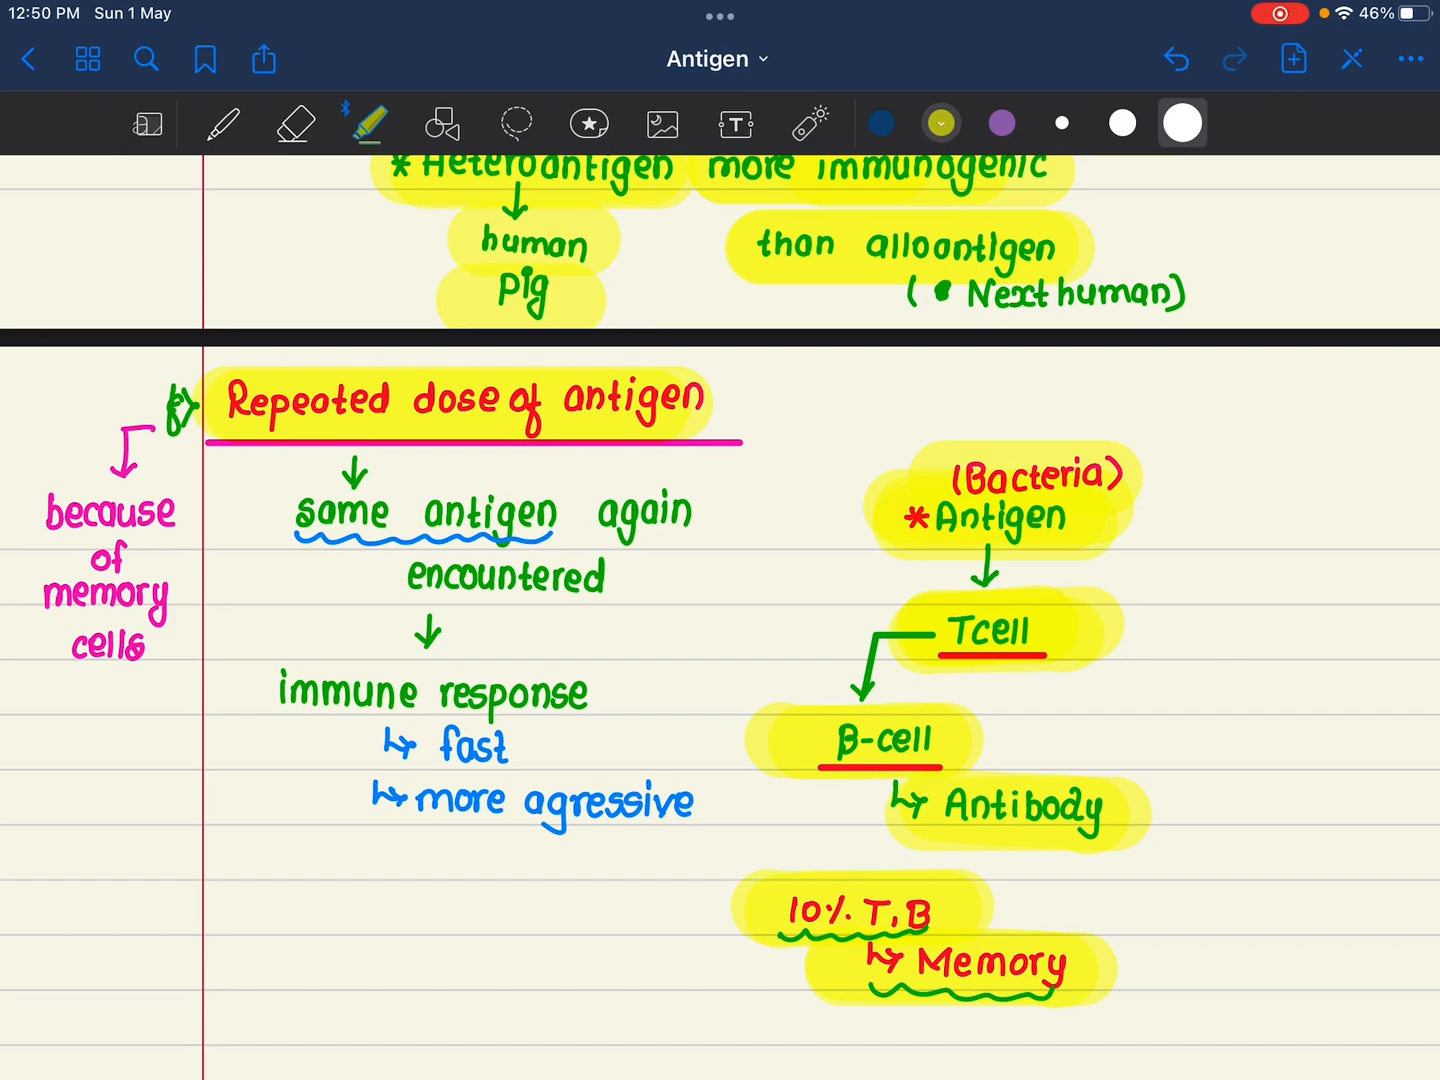 12:50 PM Sun 1 May
46%
Antigen
T
* Heteroantigen more immunogenic
human than alloantigen
pig ( Next human)
f> Repeated dose of antigen
because
of
memory
cells
same antigen again
encountered
immune response
fast
more agressive
(Bacteria)
* Antigen
T cell
B-cell
Antibody
10% T, B
Memory